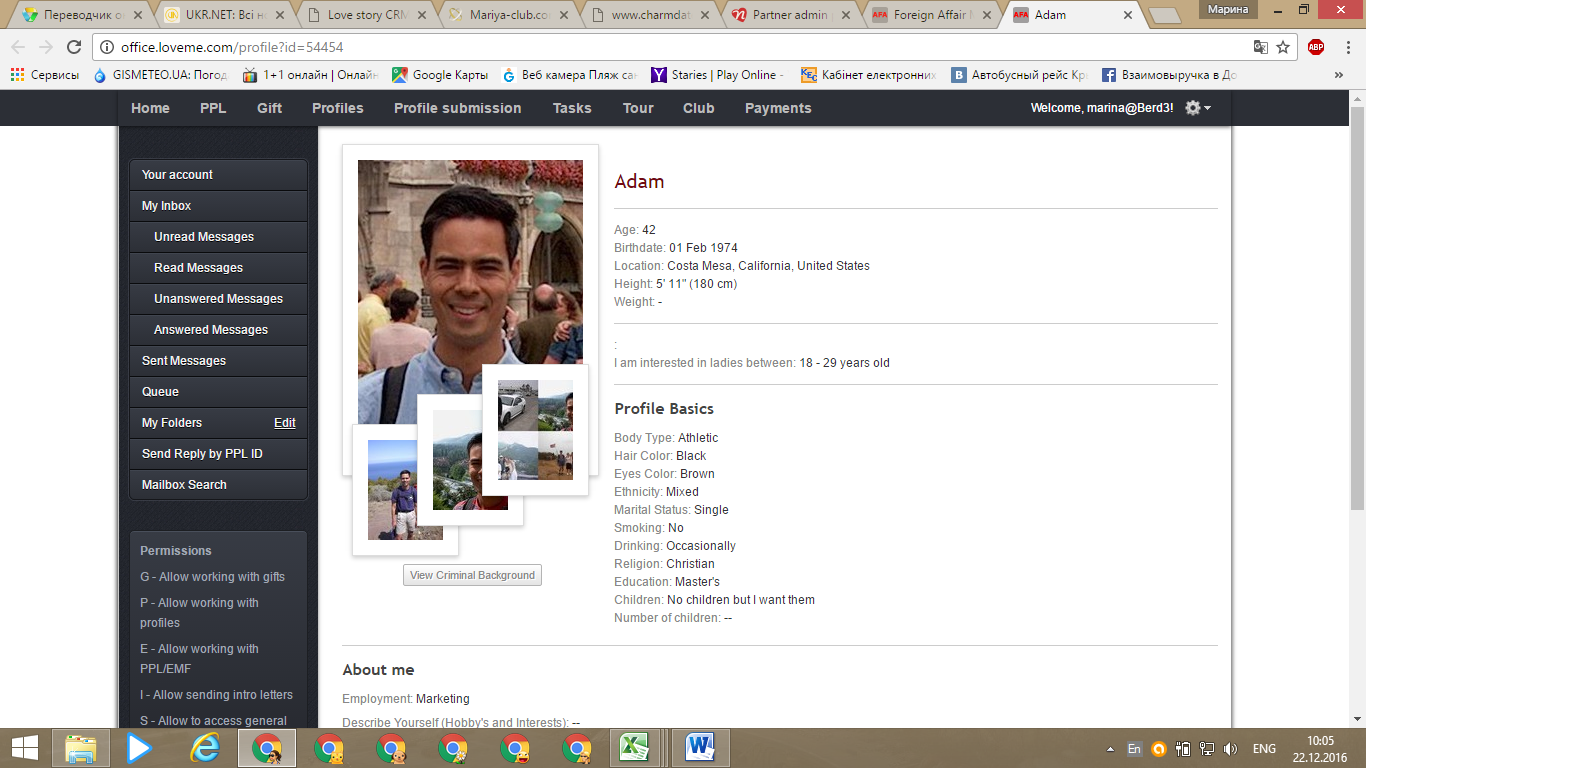 Переводчик о
UKR.NET: Всі н
Love story CRM
Mariya-club.co
www.charmdat
Partner admin
Foreign Affair
Adam
Марина
office.loveme.com/profile?id=54454
ABP
Сервисы
GISMETEO.UA: Погод
1+1 онлайн | Онлайн
Google Карты
Веб камера Пляж сан
Staries | Play Online -
Кабінет електронних
Автобусный рейс Кр
Взаимовыручка в До
»
Home PPL Gift Profiles Profile submission Tasks Tour Club Payments
Welcome, marina@Berd3!
Your account
My Inbox
Unread Messages
Read Messages
Unanswered Messages
Answered Messages
Sent Messages
Queue
My Folders Edit
Send Reply by PPL ID
Mailbox Search
Permissions
G - Allow working with gifts
P - Allow working with
profiles
E - Allow working with
PPL/EMF
I - Allow sending intro letters
S - Allow to access general
View Criminal Background
Adam
Age: 42
Birthdate: 01 Feb 1974
Location: Costa Mesa, California, United States
Height: 5' 11" (180 cm)
Weight: -
:
I am interested in ladies between: 18 - 29 years old
Profile Basics
Body Type: Athletic
Hair Color: Black
Eyes Color: Brown
Ethnicity: Mixed
Marital Status: Single
Smoking: No
Drinking: Occasionally
Religion: Christian
Education: Master's
Children: No children but I want them
Number of children: --
About me
Employment: Marketing
Describe Yourself (Hobby's and Interests): --
En
ENG
10:05
22.12.2016